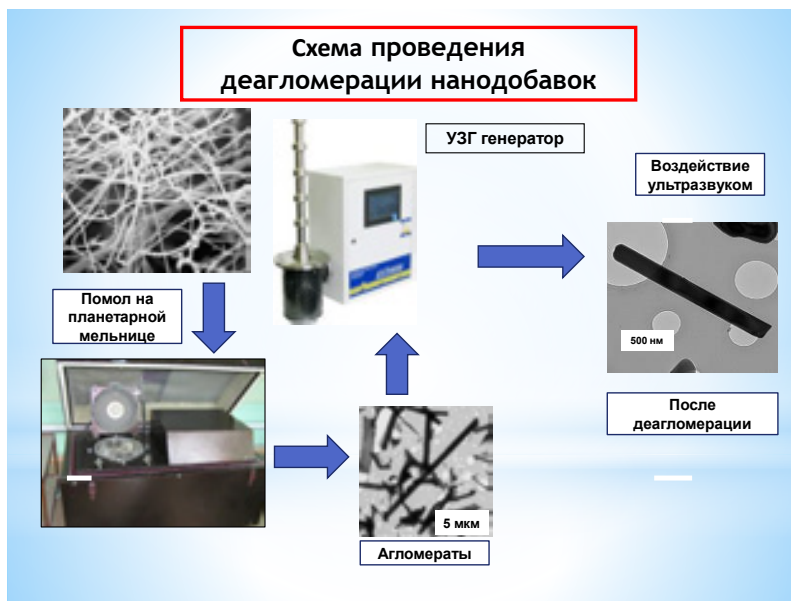 Схема проведения
деагломерации нанодобавок
УЗГ генератор
Воздействие
ультразвуком
Помол на
планетарной
мельнице
500 нм
После
деагломерации
5 мкм
Агломераты